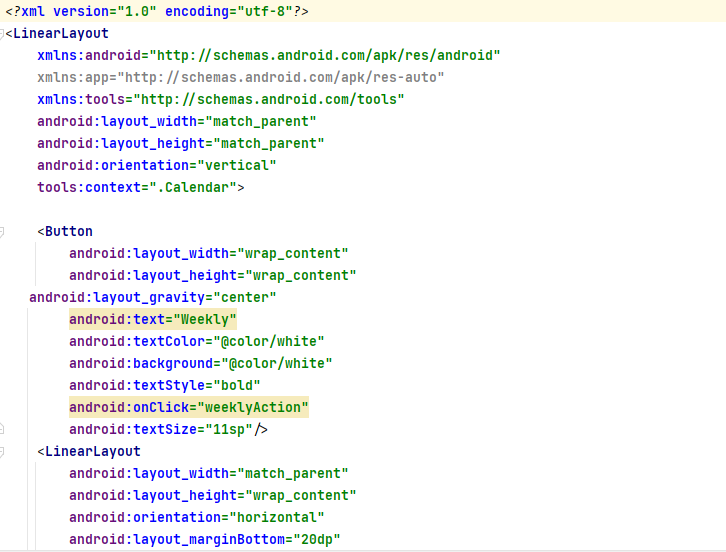 <?xml version="1.0" encoding="utf-8"?>
<LinearLayout
xmlns:android="http://schemas.android.com/apk/res/android"
xmlns:app="http://schemas.android.com/apk/res-auto"
xmlns:tools="http://schemas.android.com/tools"
android:layout_width="match_parent"
android:layout_height="match_parent"
android:orientation="vertical"
tools:context=".Calendar">
<Button
android:layout_width="wrap_content"
android:layout_height="wrap_content"
android:layout_gravity="center"
android:text="Weekly"
android:textColor="@color/white"
android:background="@color/white"
android:textStyle="bold"
android:onClick="weeklyAction"
android:textSize="11sp"/>
<LinearLayout
android:layout_width="match_parent"
android:layout_height="wrap_content"
android:orientation="horizontal"
android:layout_marginBottom="20dp"